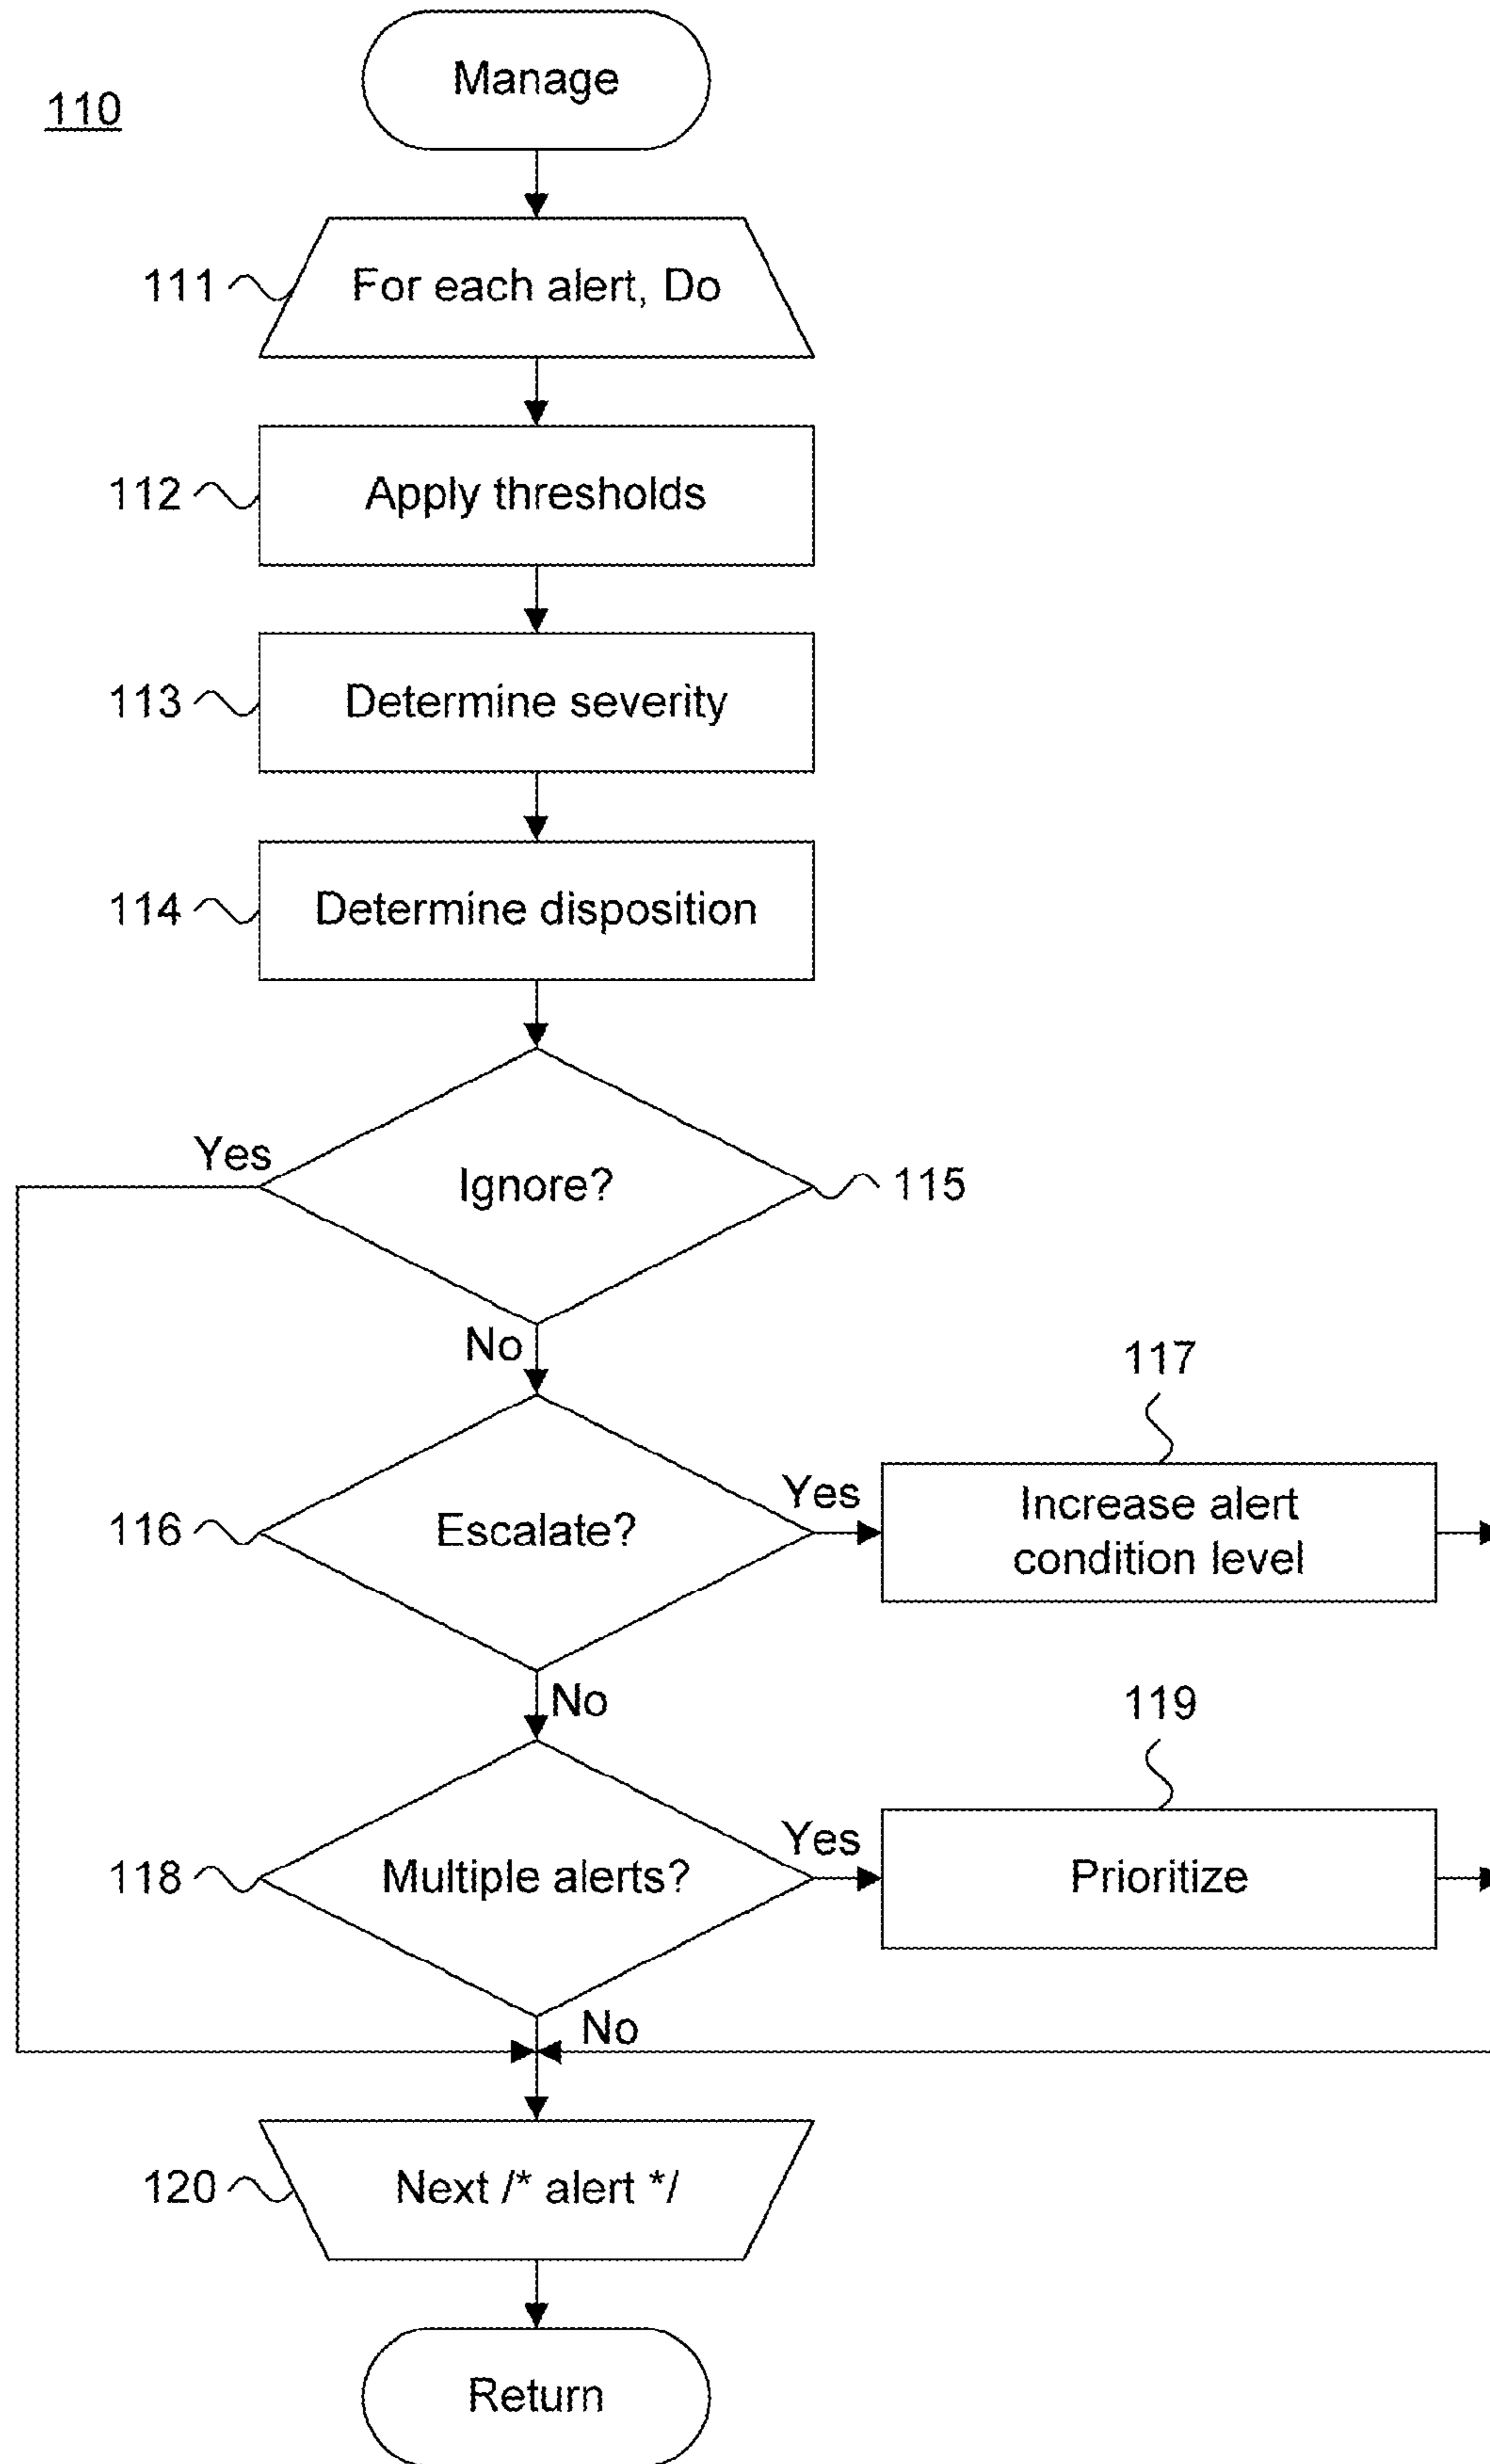 Manage
110
111
For each alert, Do
112
Apply thresholds
113
Determine severity
114
Determine disposition
Yes
Ignore?
115
No
117
116
Escalate?
Yes
Increase alert
condition level
No
119
118
Multiple alerts?
Yes
Prioritize
No
120
Next /* alert */
Return